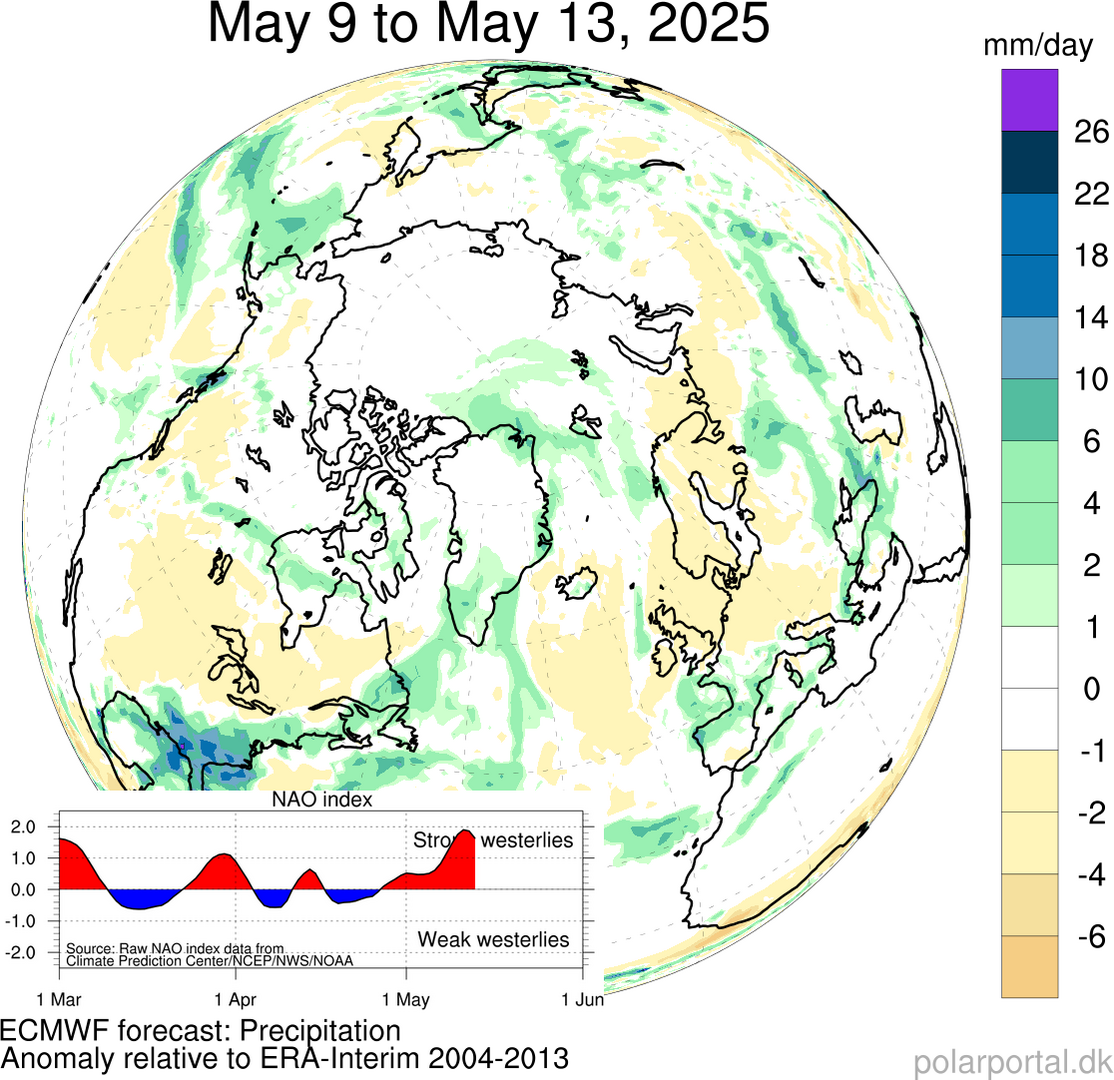 May 9 to May 13, 2025
mm/day
26
22
18
14
10
6
4
2
1
0
-1
-2
-4
-6
NAO index
2.0
1.0
0.0
-1.0
-2.0
Strong westerlies
Weak westerlies
Source: Raw NAO index data from
Climate Prediction Center/NCEP/NWS/NOAA
1 Mar 1 Apr 1 May 1 Jun
ECMWF forecast: Precipitation
Anomaly relative to ERA-Interim 2004-2013
polarportal.dk